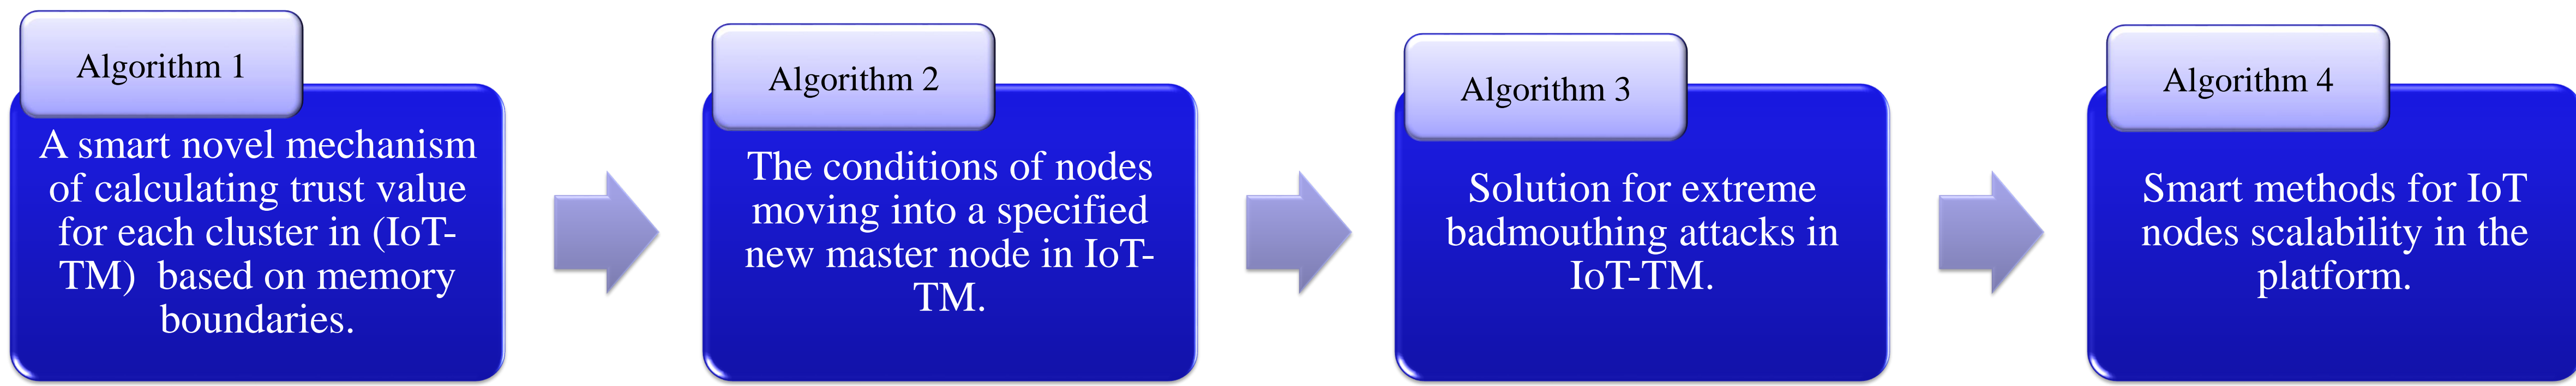 Algorithm 1
A smart novel mechanism
of calculating trust value
for each cluster in (IoT-
TM)  based on memory
boundaries.
Algorithm 2
The conditions of nodes
moving into a specified
new master node in IoT-
TM.
Algorithm 3
Solution for extreme
badmouthing attacks in
IoT-TM.
Algorithm 4
Smart methods for IoT
nodes scalability in the
platform.